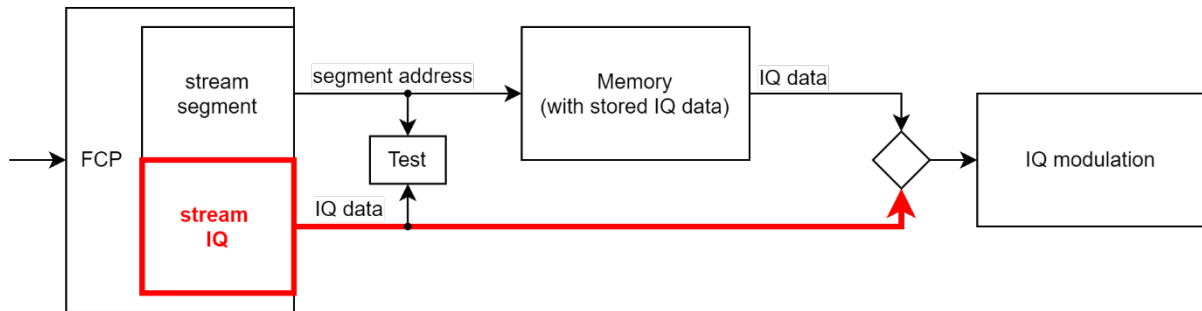 stream
segment
segment address
Memory
(with stored IQ data)
IQ data
FCP
Test
IQ modulation
stream
IQ
IQ data